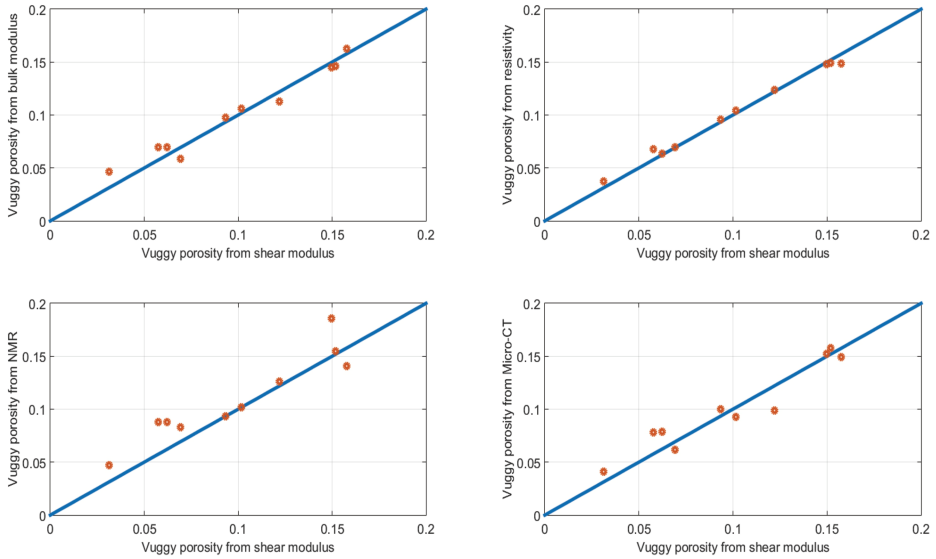 0.2
0.15
0.1
0.05
0
Vuggy porosity from bulk modulus
0 0.05 0.1 0.15 0.2
Vuggy porosity from shear modulus
0.2
0.15
0.1
0.05
0
Vuggy porosity from resistivity
0 0.05 0.1 0.15 0.2
Vuggy porosity from shear modulus
0.2
0.15
0.1
0.05
0
Vuggy porosity from NMR
0 0.05 0.1 0.15 0.2
Vuggy porosity from shear modulus
0.2
0.15
0.1
0.05
0
Vuggy porosity from Micro-CT
0 0.05 0.1 0.15 0.2
Vuggy porosity from shear modulus